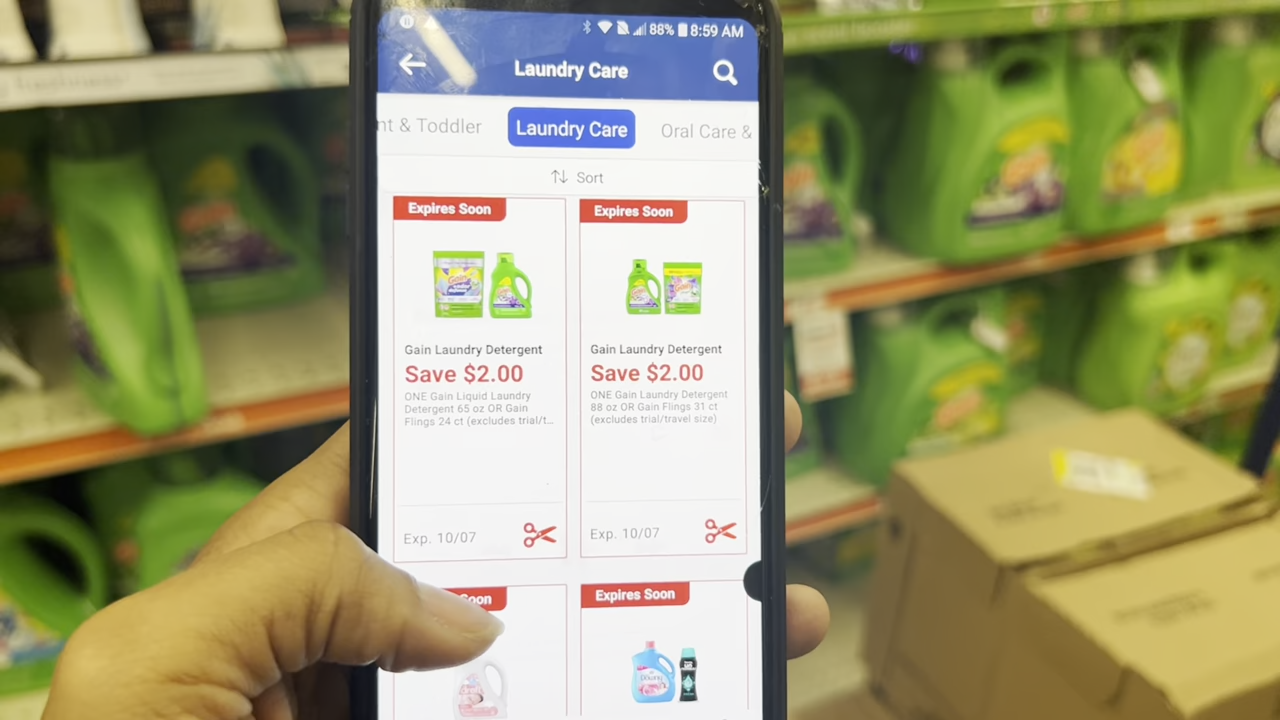 88% 8:59 AM
Laundry Care
nt & Toddler Laundry Care Oral Care &
Sort
Expires Soon
Gain
Gain Laundry Detergent
Save $2.00
ONE Gain Liquid Laundry
Detergent 65 oz OR Gain
Flings 24 ct (excludes trial/t...
Exp. 10/07
Expires Soon
Gain
Gain Laundry Detergent
Save $2.00
ONE Gain Laundry Detergent
88 oz OR Gain Flings 31 ct
(excludes trial/travel size)
Exp. 10/07
Soon
Expires Soon
Downy